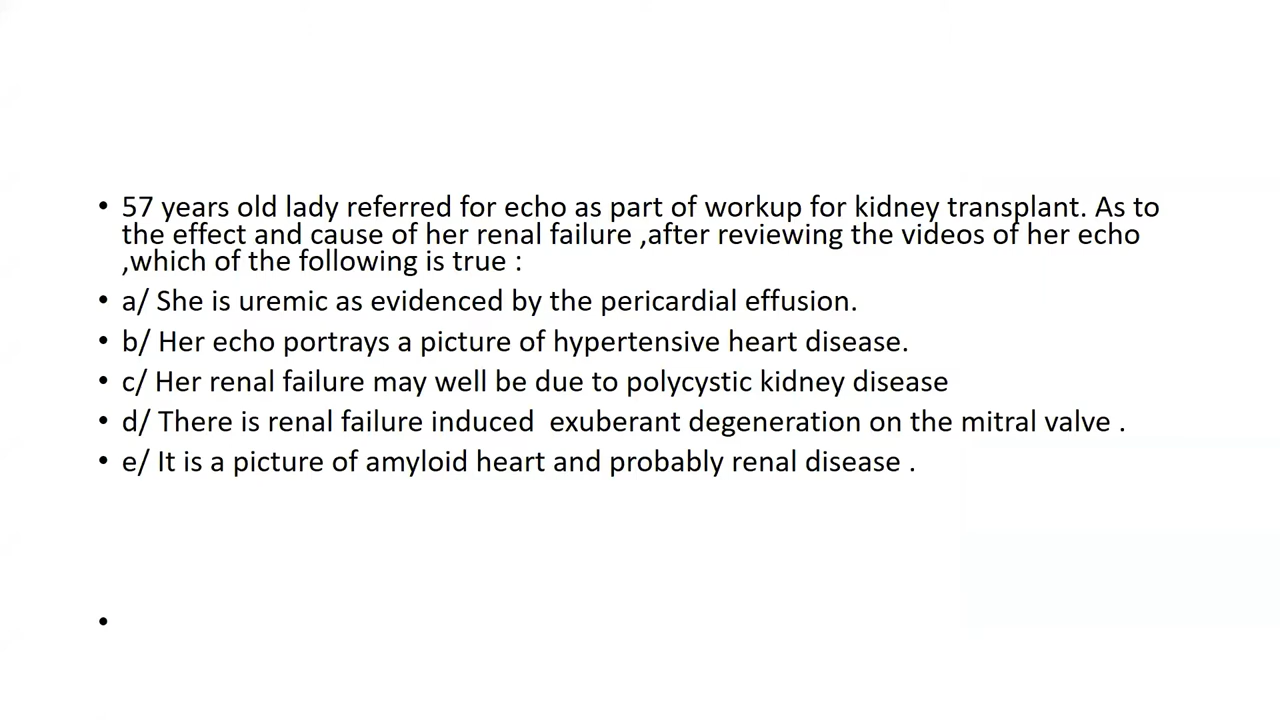 • 57 years old lady referred for echo as part of workup for kidney transplant. As to
the effect and cause of her renal failure ,after reviewing the videos of her echo
,which of the following is true :
• a/ She is uremic as evidenced by the pericardial effusion.
• b/ Her echo portrays a picture of hypertensive heart disease.
• c/ Her renal failure may well be due to polycystic kidney disease
• d/ There is renal failure induced  exuberant degeneration on the mitral valve .
• e/ It is a picture of amyloid heart and probably renal disease .
•